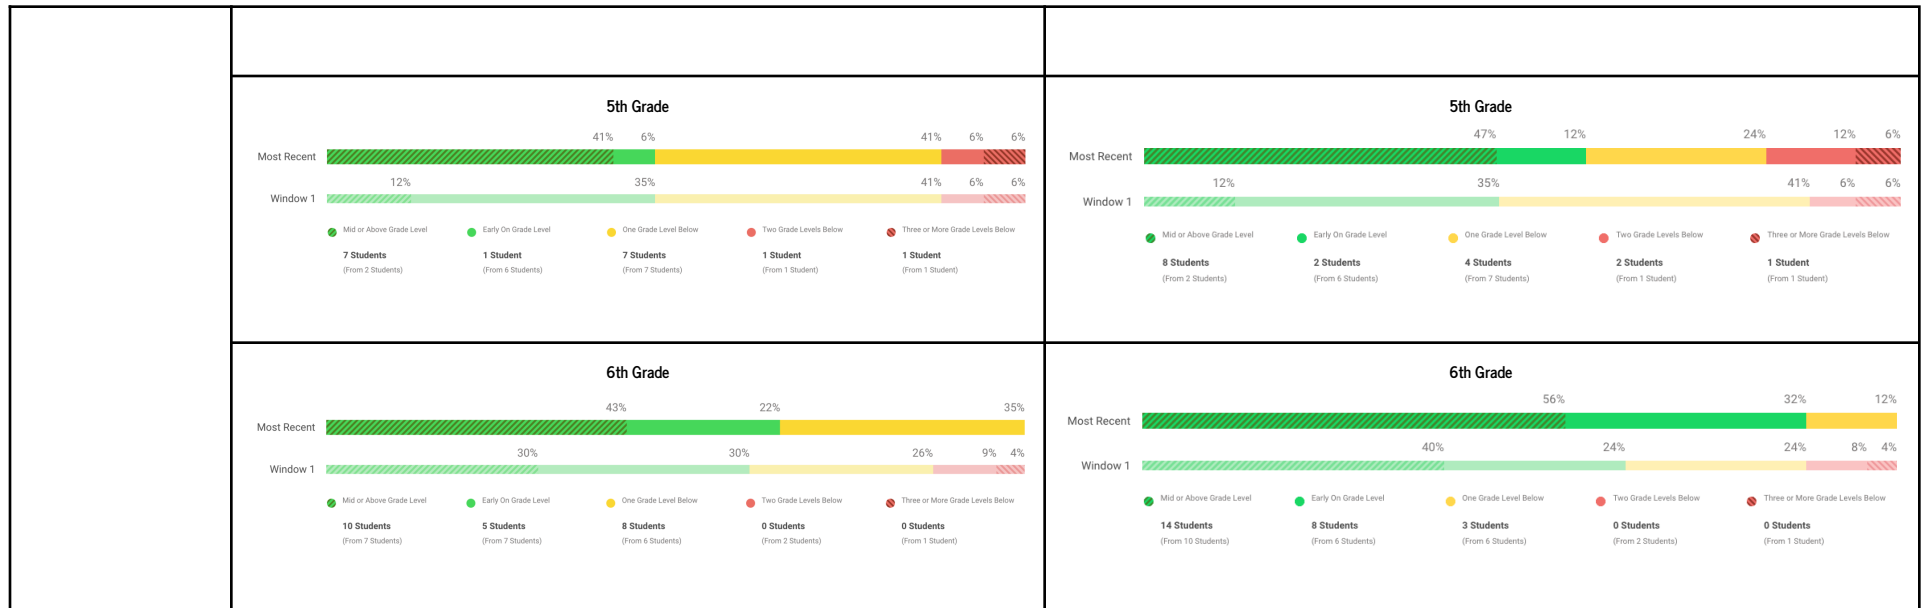 5th Grade
41% 6% 41% 6% 6%
Most Recent
12% 35% 41% 6% 6%
Window 1
Mid or Above Grade Level Early On Grade Level One Grade Level Below Two Grade Levels Below Three or More Grade Levels Below
7 Students 1 Student 7 Students 1 Student 1 Student
(From 2 Students) (From 6 Students) (From 7 Students) (From 1 Student) (From 1 Student)
5th Grade
47% 12% 24% 12% 6%
Most Recent
12% 35% 41% 6% 6%
Window 1
Mid or Above Grade Level Early On Grade Level One Grade Level Below Two Grade Levels Below Three or More Grade Levels Below
8 Students 2 Students 4 Students 2 Students 1 Student
(From 2 Students) (From 6 Students) (From 7 Students) (From 1 Student) (From 1 Student)
6th Grade
43% 22% 35%
Most Recent
30% 30% 26% 9% 4%
Window 1
Mid or Above Grade Level Early On Grade Level One Grade Level Below Two Grade Levels Below Three or More Grade Levels Below
10 Students 5 Students 8 Students 0 Students 0 Students
(From 7 Students) (From 7 Students) (From 6 Students) (From 2 Students) (From 1 Student)
6th Grade
56% 32% 12%
Most Recent
40% 24% 24% 8% 4%
Window 1
Mid or Above Grade Level Early On Grade Level One Grade Level Below Two Grade Levels Below Three or More Grade Levels Below
14 Students 8 Students 3 Students 0 Students 0 Students
(From 10 Students) (From 6 Students) (From 6 Students) (From 2 Students) (From 1 Student)